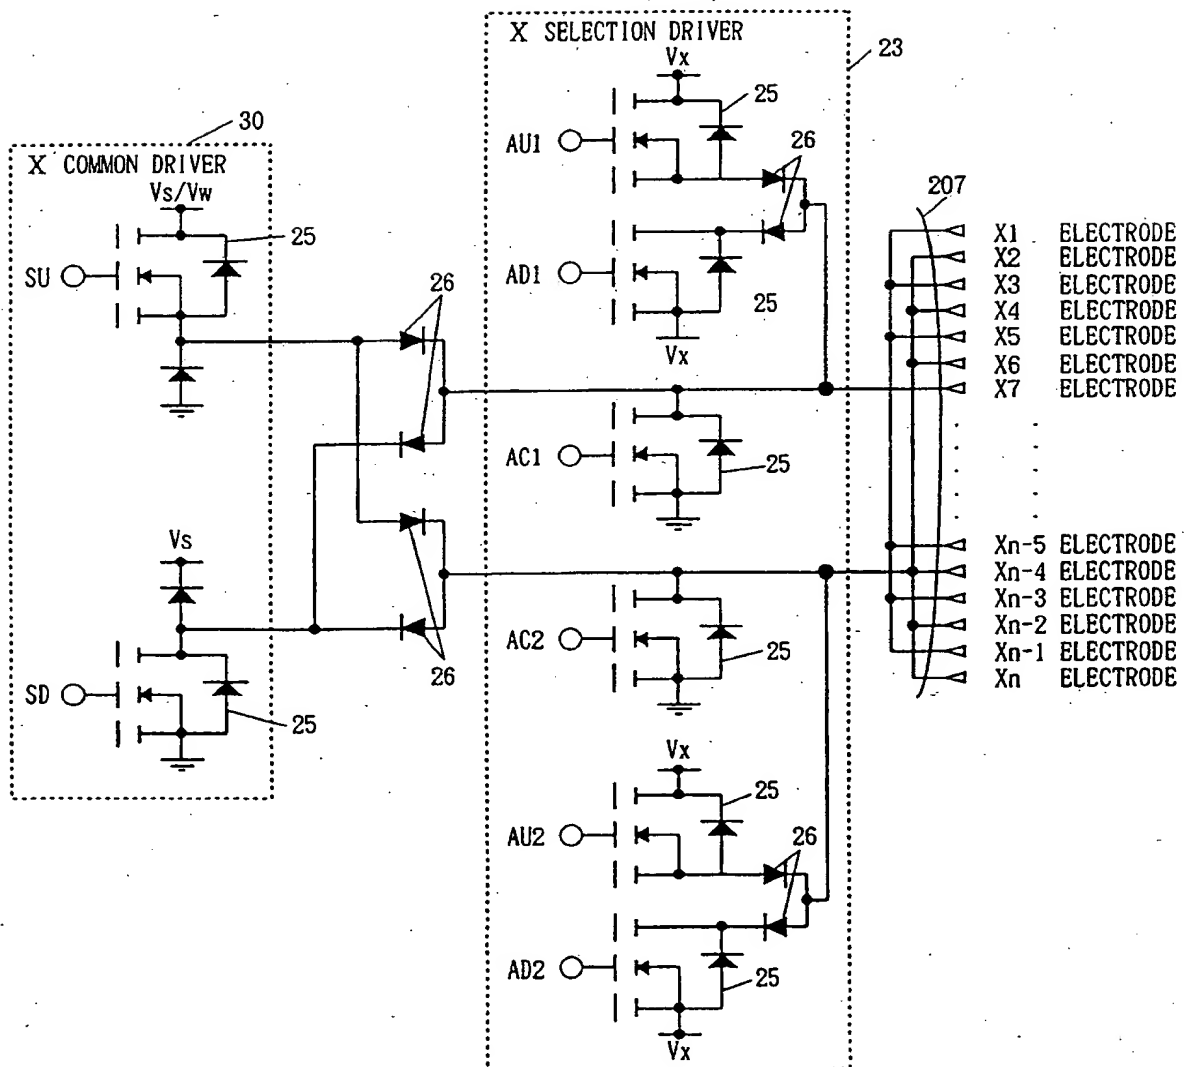 X SELECTION DRIVER
23
Vx
25
AU1
26
AD1
25
Vx
30
X COMMON DRIVER
Vs/Vw
25
SU
26
207
X1 ELECTRODE
X2 ELECTRODE
X3 ELECTRODE
X4 ELECTRODE
X5 ELECTRODE
X6 ELECTRODE
X7 ELECTRODE
AC1
25
Vs
Xn-5 ELECTRODE
Xn-4 ELECTRODE
Xn-3 ELECTRODE
Xn-2 ELECTRODE
Xn-1 ELECTRODE
Xn ELECTRODE
AC2
25
26
SD
25
Vx
25
AU2
26
AD2
25
Vx